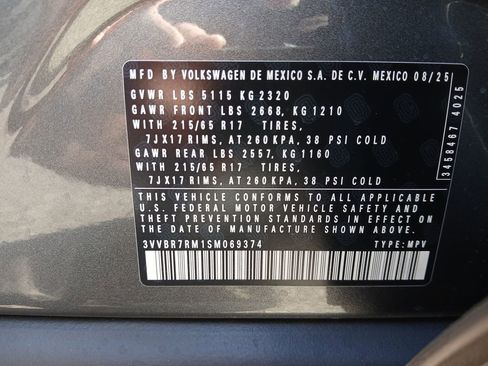 MFD BY VOLKSWAGEN DE MEXICO S.A. DE C.V. MEXICO 08/25
GVWR LBS 5115 KG 2320
GAWR FRONT LBS 2668, KG 1210
WITH 215/65 R17 TIRES,
7JX17 RIMS, AT 260 KPA, 38 PSI COLD
GAWR REAR LBS 2557, KG 1160
WITH 215/65 R17 TIRES,
7JX17 RIMS, AT 260 KPA, 38 PSI COLD
THIS VEHICLE CONFORMS TO ALL APPLICABLE
U.S. FEDERAL MOTOR VEHICLE SAFETY AND
THEFT PREVENTION STANDARDS IN EFFECT ON
THE DATE OF MANUFACTURE SHOWN ABOVE.
3VVBR7RM1SM069374 TYPE: MPV
3458467 4025